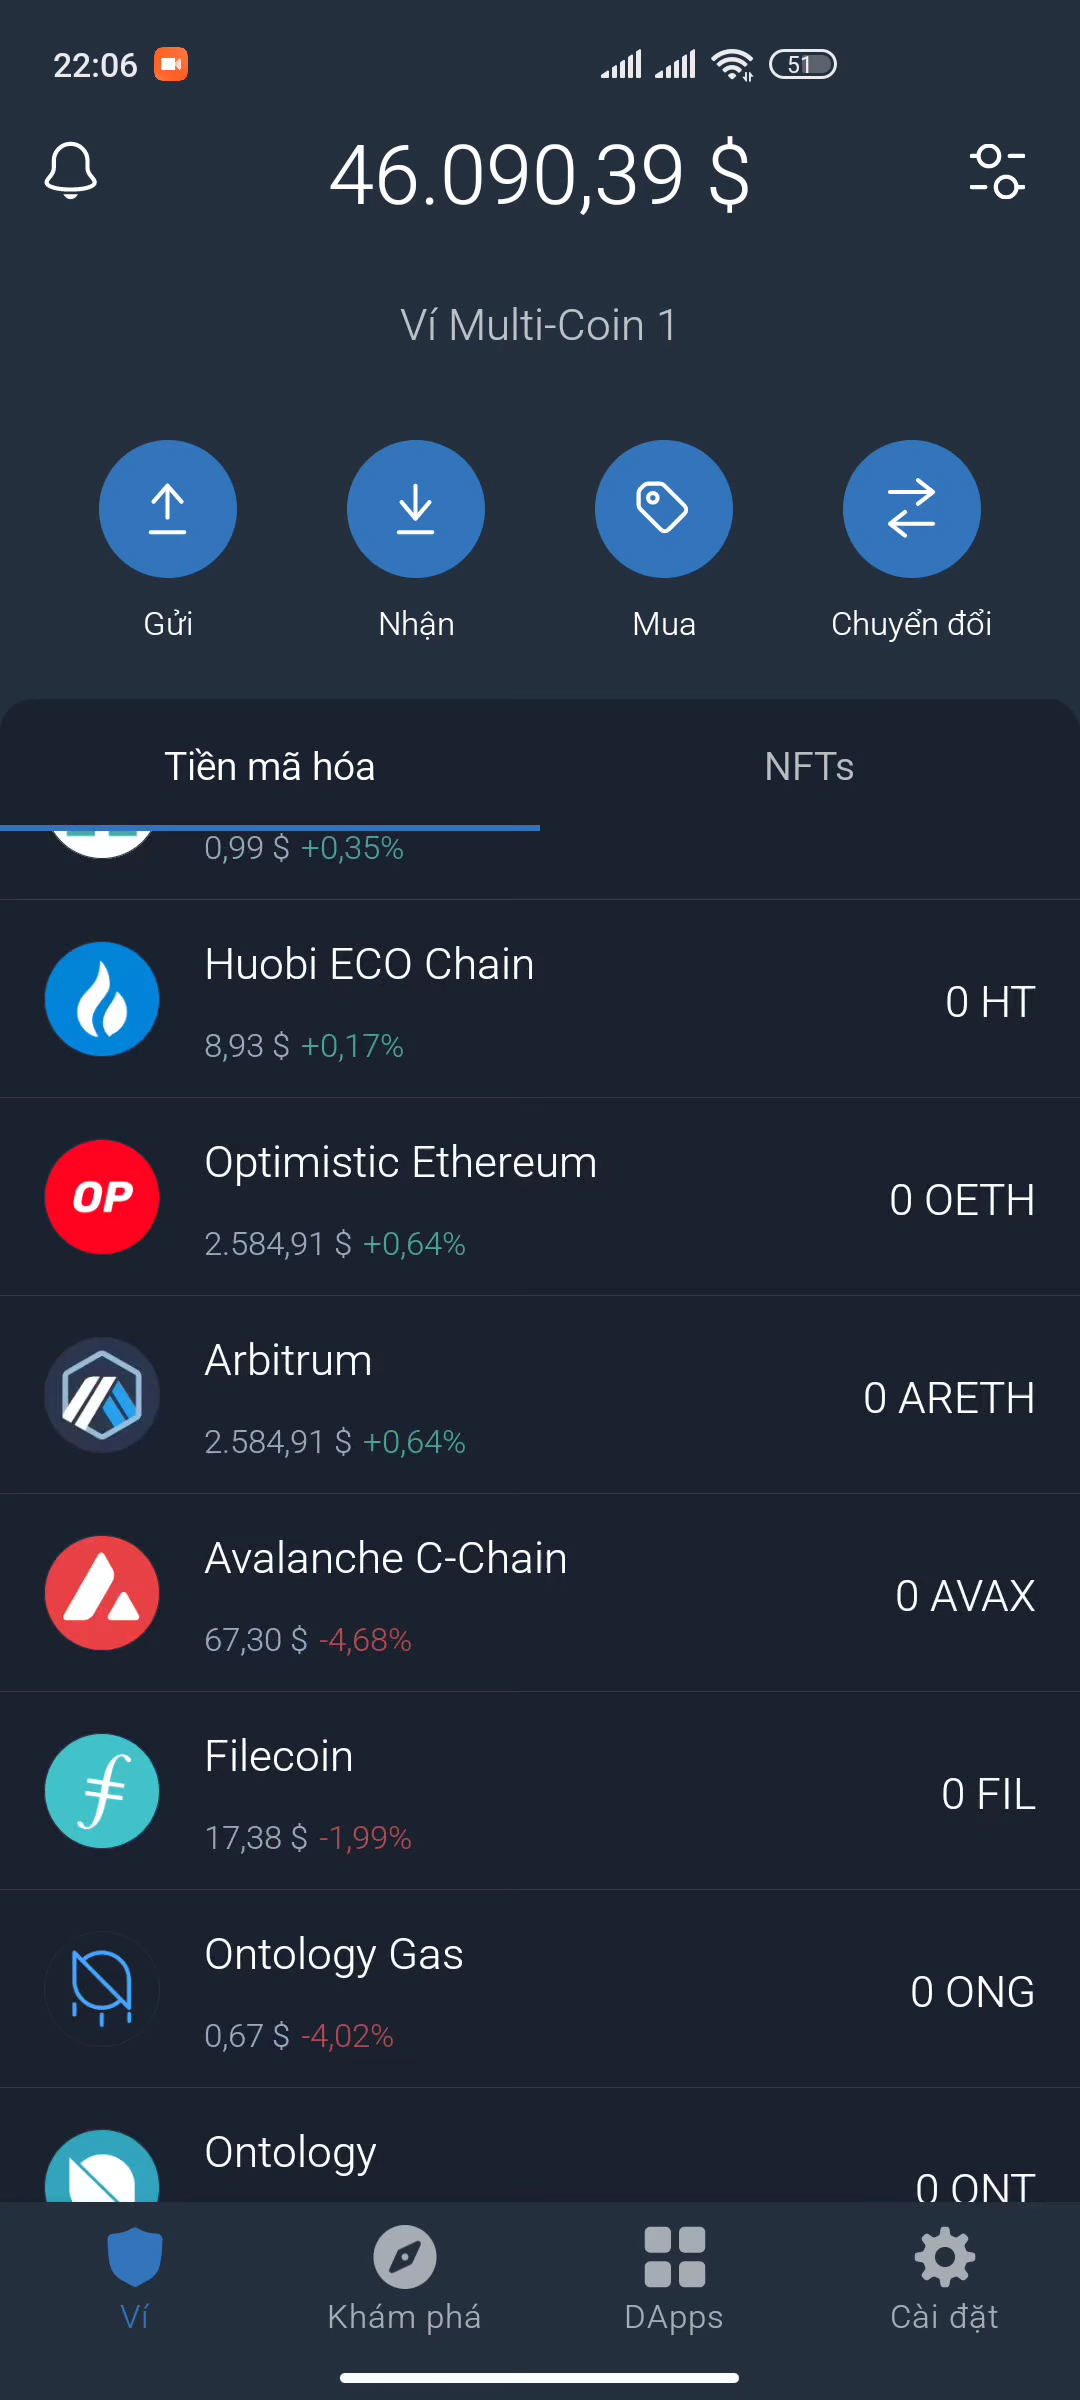 22:06
51
46.090,39 $
Ví Multi-Coin 1
Gửi
Nhận
Mua
Chuyển đổi
Tiền mã hóa
NFTs
0,99 $ +0,35%
Huobi ECO Chain
0 HT
8,93 $ +0,17%
OP
Optimistic Ethereum
0 OETH
2.584,91 $ +0,64%
Arbitrum
0 ARETH
2.584,91 $ +0,64%
Avalanche C-Chain
0 AVAX
67,30 $ -4,68%
Filecoin
0 FIL
17,38 $ -1,99%
Ontology Gas
0 ONG
0,67 $ -4,02%
Ontology
0 ONT
Ví
Khám phá
DApps
Cài đặt